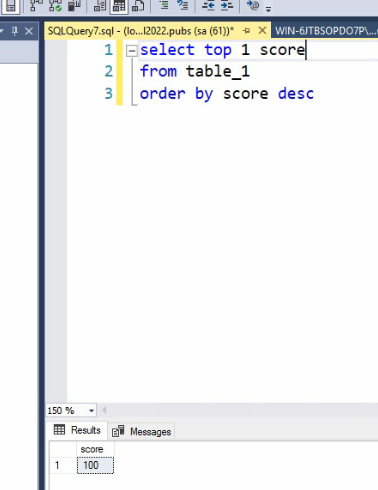 SQLQuery7.sql - (lo...l2022.pubs (sa (61))* WIN-6JTBSOPDO7P\...
1 select top 1 score
2 from table_1
3 order by score desc
150 %
Results Messages
score
1 100